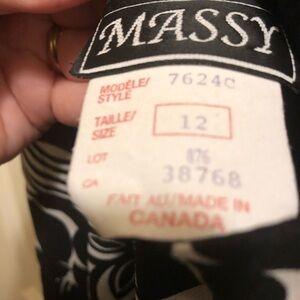 MASSY
MODÈLE/ 7624C
STYLE
TAILLE/
SIZE 12
LOT 876
CA 38768
FAIT AU/MADE IN
CANADA